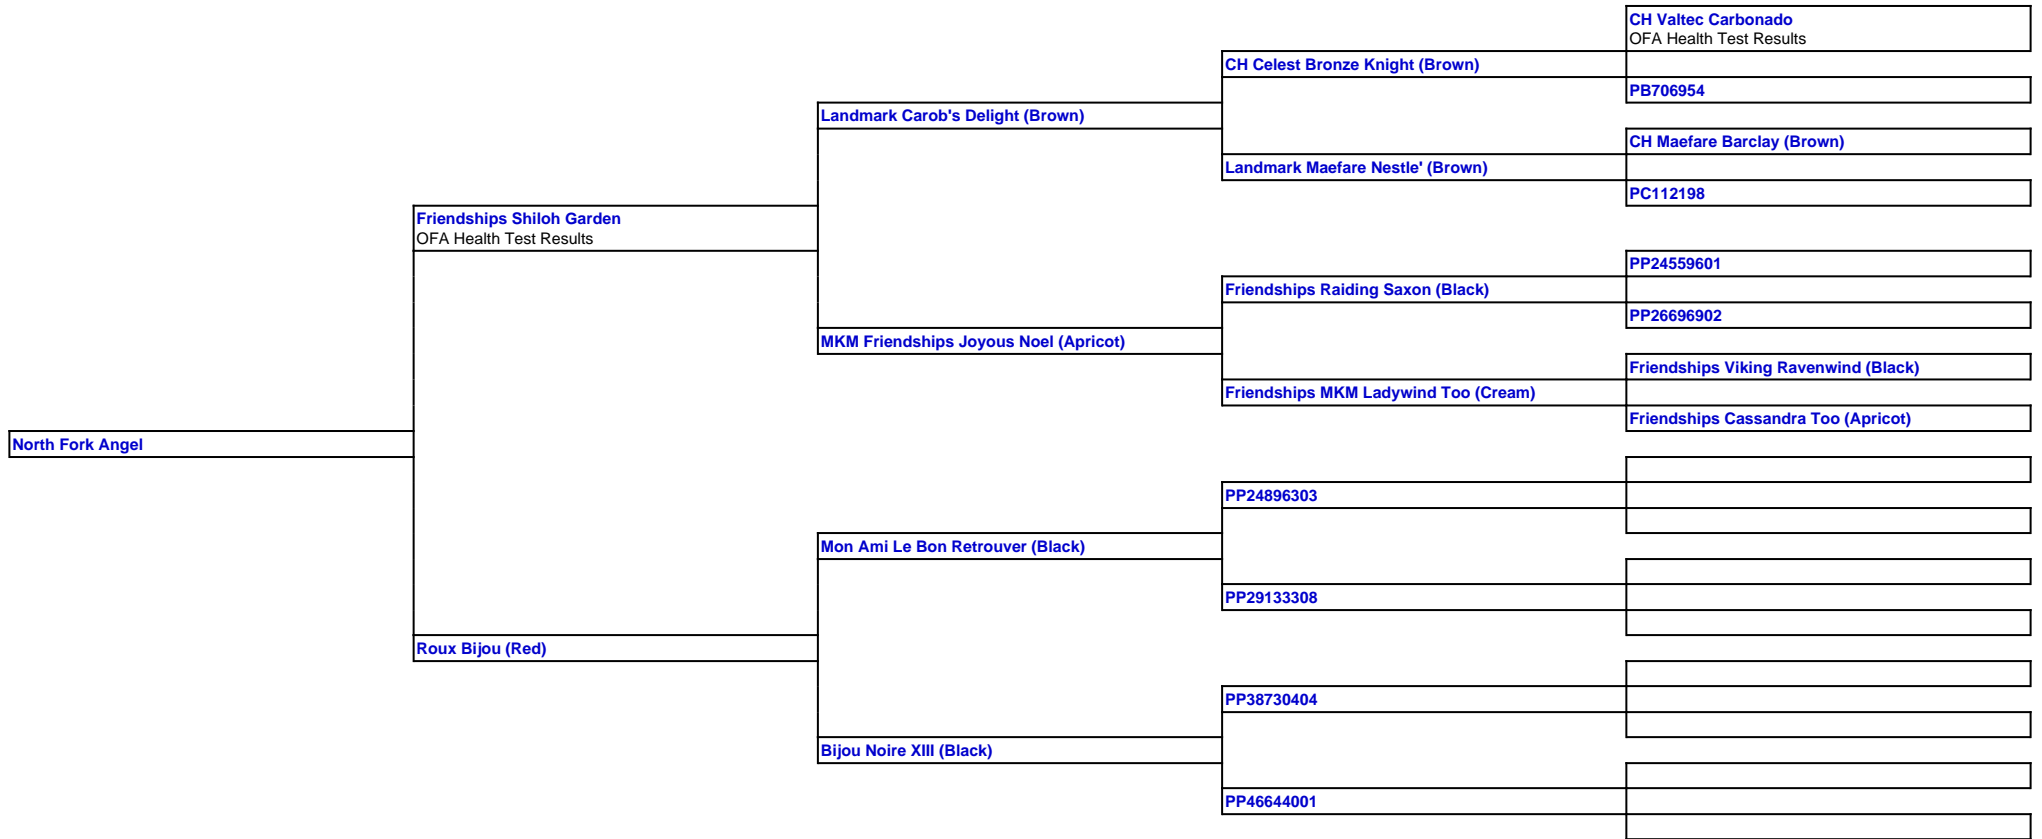 CH Valtec Carbonado
OFA Health Test Results
CH Celest Bronze Knight (Brown)
PB706954
Landmark Carob's Delight (Brown)
CH Maefare Barclay (Brown)
Landmark Maefare Nestle' (Brown)
PC112198
Friendships Shiloh Garden
OFA Health Test Results
PP24559601
Friendships Raiding Saxon (Black)
PP26696902
MKM Friendships Joyous Noel (Apricot)
Friendships Viking Ravenwind (Black)
Friendships MKM Ladywind Too (Cream)
Friendships Cassandra Too (Apricot)
North Fork Angel
PP24896303
Mon Ami Le Bon Retrouver (Black)
PP29133308
Roux Bijou (Red)
PP38730404
Bijou Noire XIII (Black)
PP46644001